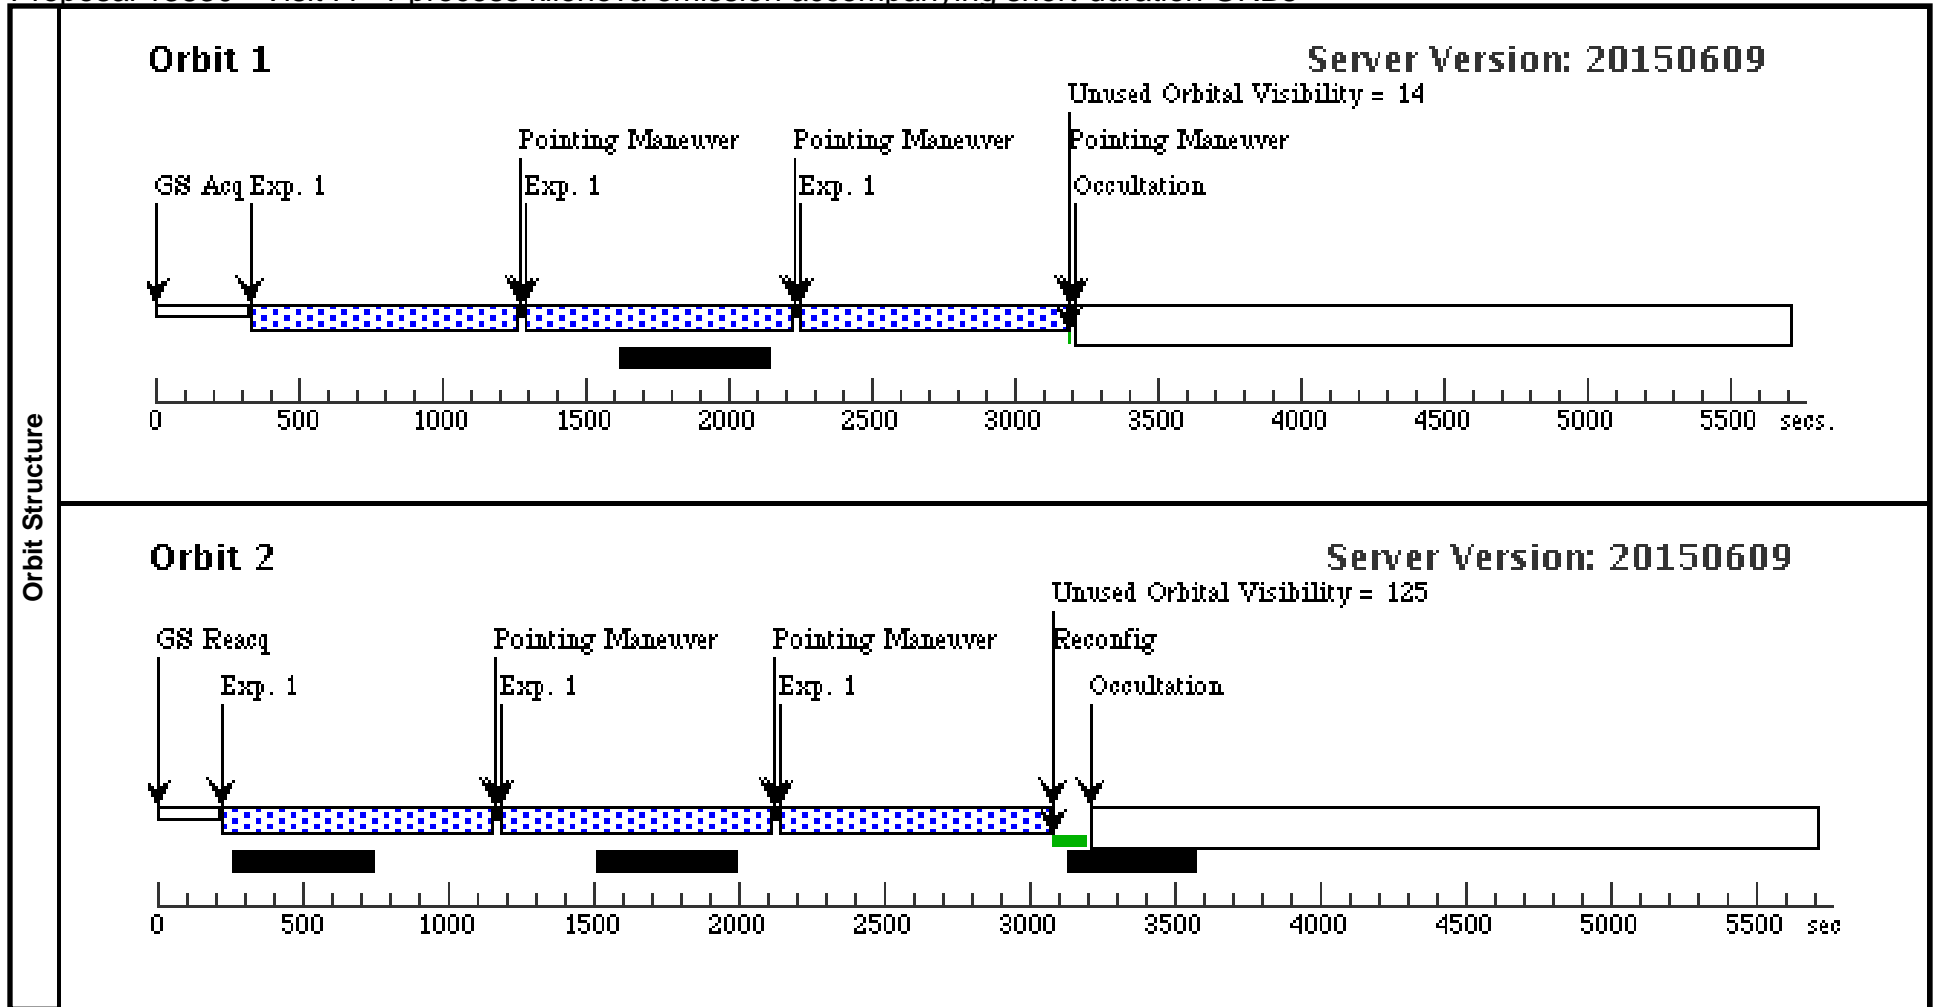 Orbit Structure
Orbit 1
Server Version: 20150609
Unused Orbital Visibility = 14
Pointing Maneuver Pointing Maneuver Pointing Maneuver
GS Acq Exp. 1 Exp. 1 Exp. 1 Occultation
0 500 1000 1500 2000 2500 3000 3500 4000 4500 5000 5500 secs.
Orbit 2
Server Version: 20150609
Unused Orbital Visibility = 125
GS Reacq Pointing Maneuver Pointing Maneuver Reconfig
Exp. 1 Exp. 1 Exp. 1 Occultation
0 500 1000 1500 2000 2500 3000 3500 4000 4500 5000 5500 sec